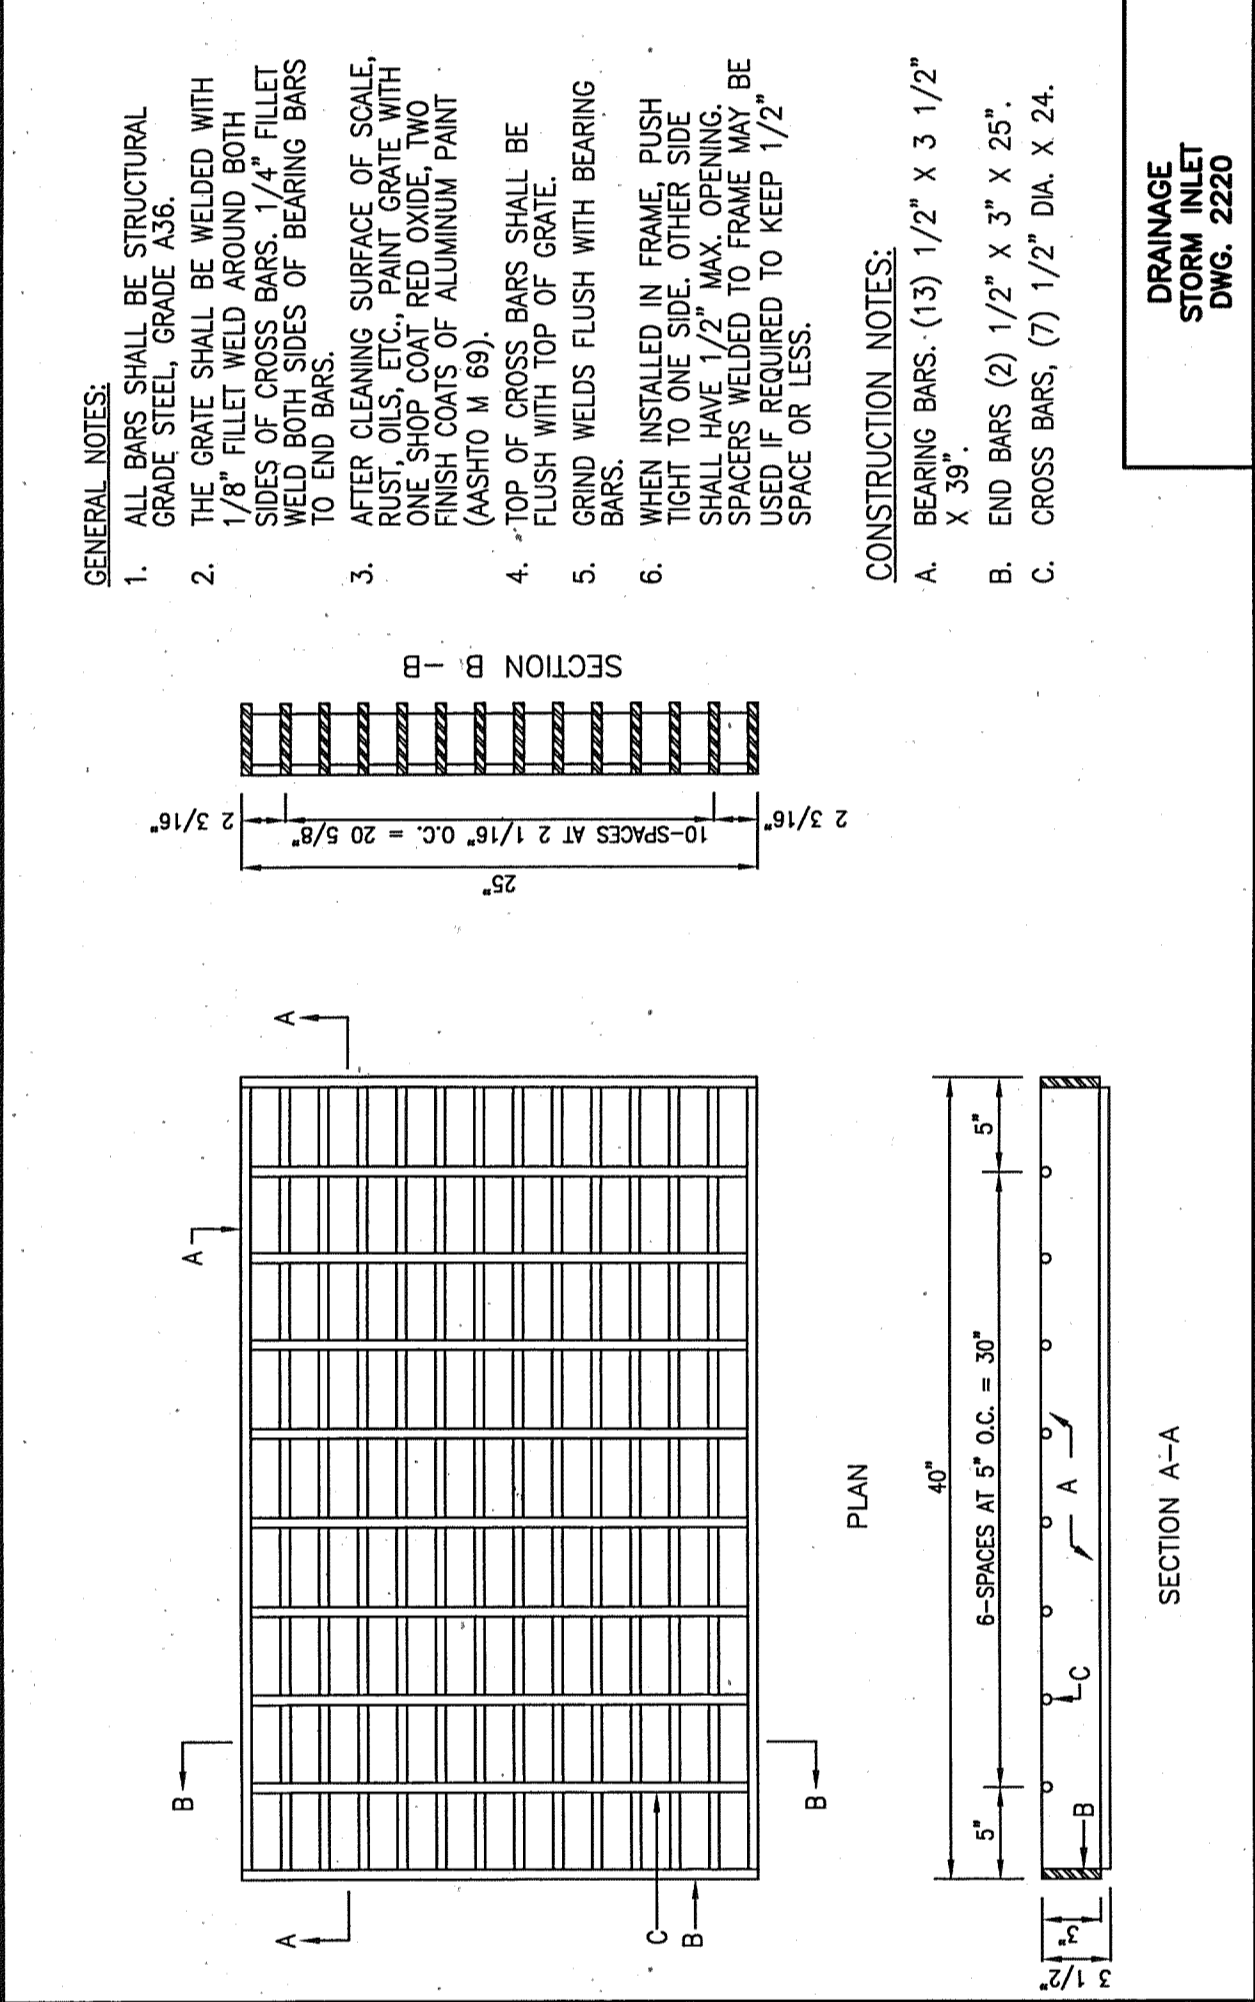 GENERAL NOTES:
1. ALL BARS SHALL BE STRUCTURAL
GRADE STEEL, GRADE A36.
2. THE GRATE SHALL BE WELDED WITH
1/8" FILLET WELD AROUND BOTH
SIDES OF CROSS BARS. 1/4" FILLET
WELD BOTH SIDES OF BEARING BARS
TO END BARS.
3. AFTER CLEANING SURFACE OF SCALE,
RUST, OILS, ETC., PAINT GRATE WITH
ONE SHOP COAT RED OXIDE, TWO
FINISH COATS OF ALUMINUM PAINT
(AASHTO M 69).
4. TOP OF CROSS BARS SHALL BE
FLUSH WITH TOP OF GRATE.
5. GRIND WELDS FLUSH WITH BEARING
BARS.
6. WHEN INSTALLED IN FRAME, PUSH
TIGHT TO ONE SIDE. OTHER SIDE
SHALL HAVE 1/2" MAX. OPENING.
SPACERS WELDED TO FRAME MAY BE
USED IF REQUIRED TO KEEP 1/2"
SPACE OR LESS.
CONSTRUCTION NOTES:
A. BEARING BARS. (13) 1/2" X 3 1/2"
X 39".
B. END BARS (2) 1/2" X 3" X 25".
C. CROSS BARS, (7) 1/2" DIA. X 24.
SECTION B-B
2 3/16"
10-SPACES AT 2 1/16" O.C. = 20 5/8"
2 3/16"
25"
A
A
A
B
B
C
B
PLAN
40"
5"
6-SPACES AT 5" O.C. = 30"
5"
A
C
B
3"
3 1/2"
SECTION A-A
DRAINAGE
STORM INLET
DWG. 2220